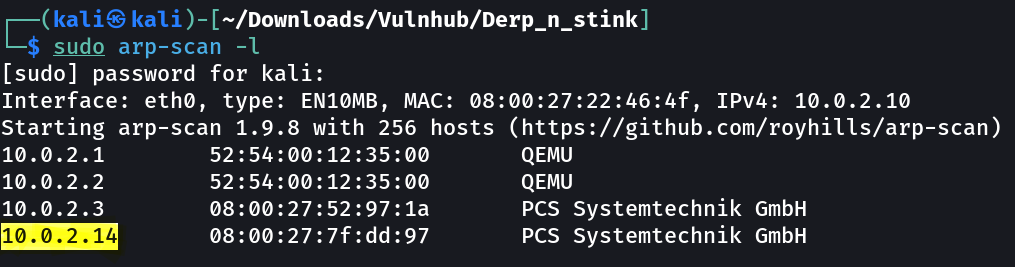 ┌──(kali㉿kali)-[~/Downloads/Vulnhub/Derp_n_stink]
└─$ sudo arp-scan -l
[sudo] password for kali:
Interface: eth0, type: EN10MB, MAC: 08:00:27:22:46:4f, IPv4: 10.0.2.10
Starting arp-scan 1.9.8 with 256 hosts (https://github.com/royhills/arp-scan)
10.0.2.1 52:54:00:12:35:00 QEMU
10.0.2.2 52:54:00:12:35:00 QEMU
10.0.2.3 08:00:27:52:97:1a PCS Systemtechnik GmbH
10.0.2.14 08:00:27:7f:dd:97 PCS Systemtechnik GmbH